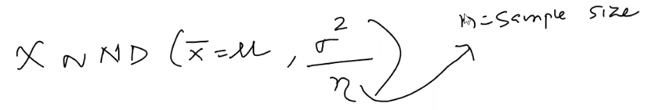 X ~ ND (x̄ = μ, σ²/n)
n = Sample size